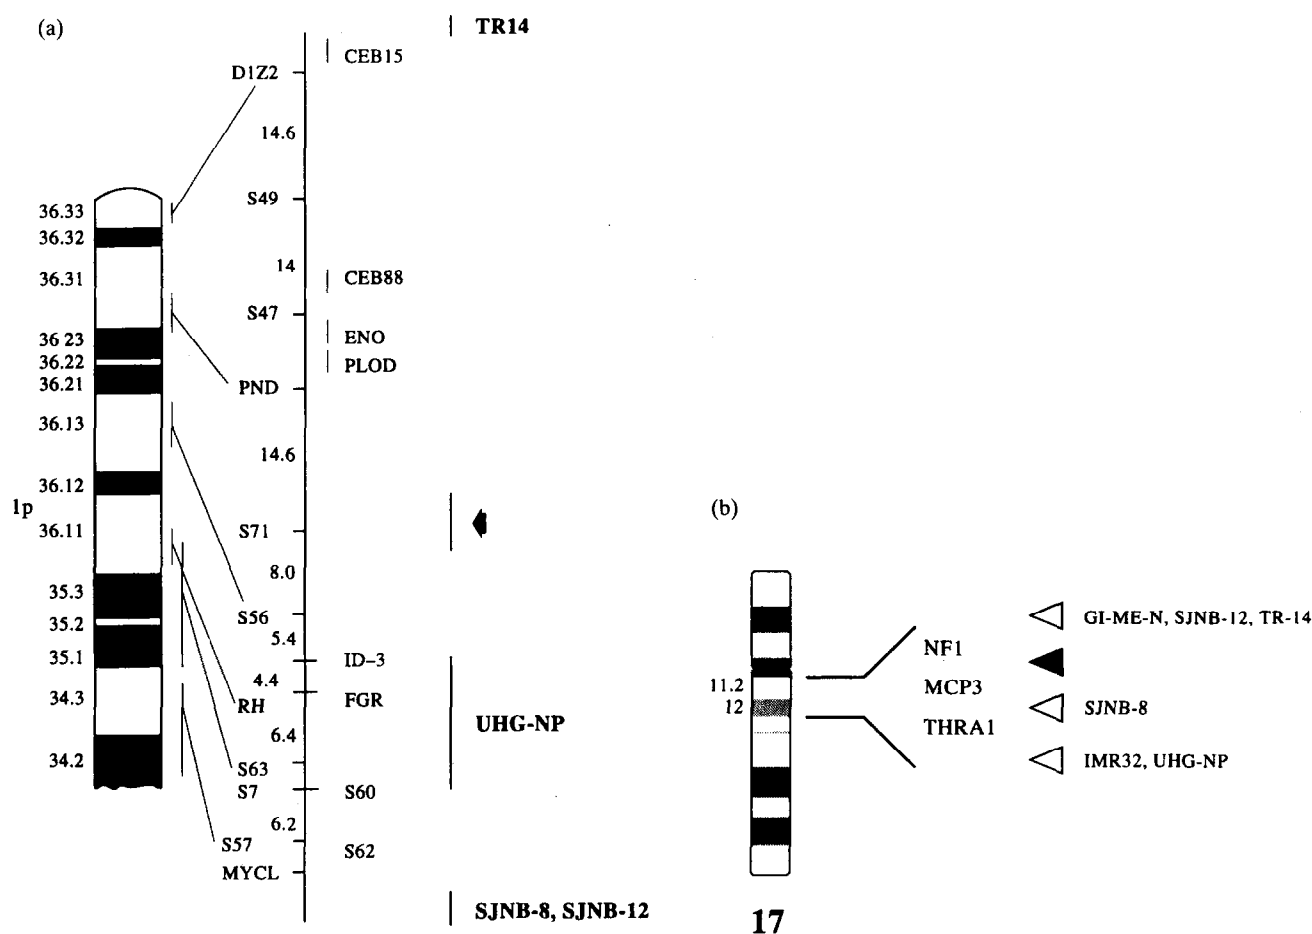 (a)
TR14
CEB15
D1Z2
14.6
S49
36.33
36.32
36.31
14
CEB88
S47
ENO
36 23
36.22
PLOD
36.21
PND
36.13
14.6
36.12
1p
36.11
S71
8.0
35.3
S56
35.2
5.4
35.1
ID–3
4.4
34.3
RH
FGR
UHG-NP
6.4
34.2
S63
S7
S60
6.2
S57
S62
MYCL
SJNB-8, SJNB-12
(b)
GI-ME-N, SJNB-12, TR-14
NF1
11.2
MCP3
12
SJNB-8
THRA1
IMR32, UHG-NP
17